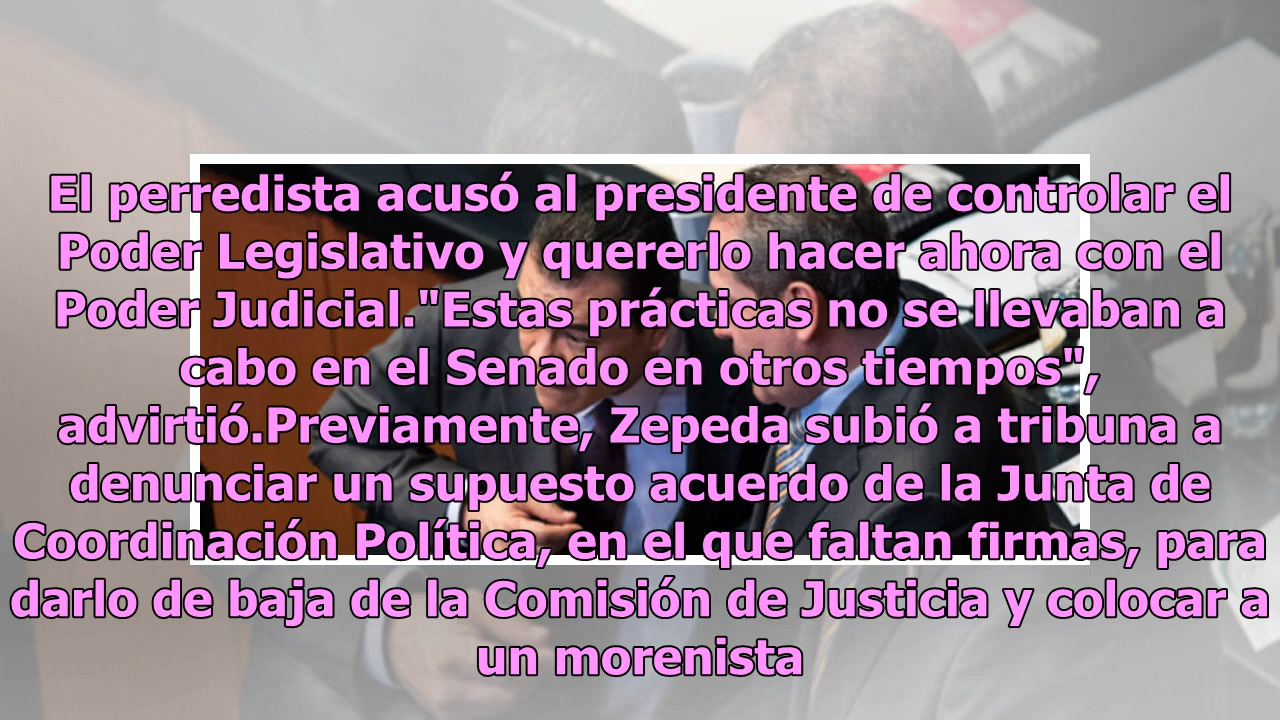 El perredista acusó al presidente de controlar el
Poder Legislativo y quererlo hacer ahora con el
Poder Judicial."Estas prácticas no se llevaban a
cabo en el Senado en otros tiempos",
advirtió.Previamente, Zepeda subió a tribuna a
denunciar un supuesto acuerdo de la Junta de
Coordinación Política, en el que faltan firmas, para
darlo de baja de la Comisión de Justicia y colocar a
un morenista